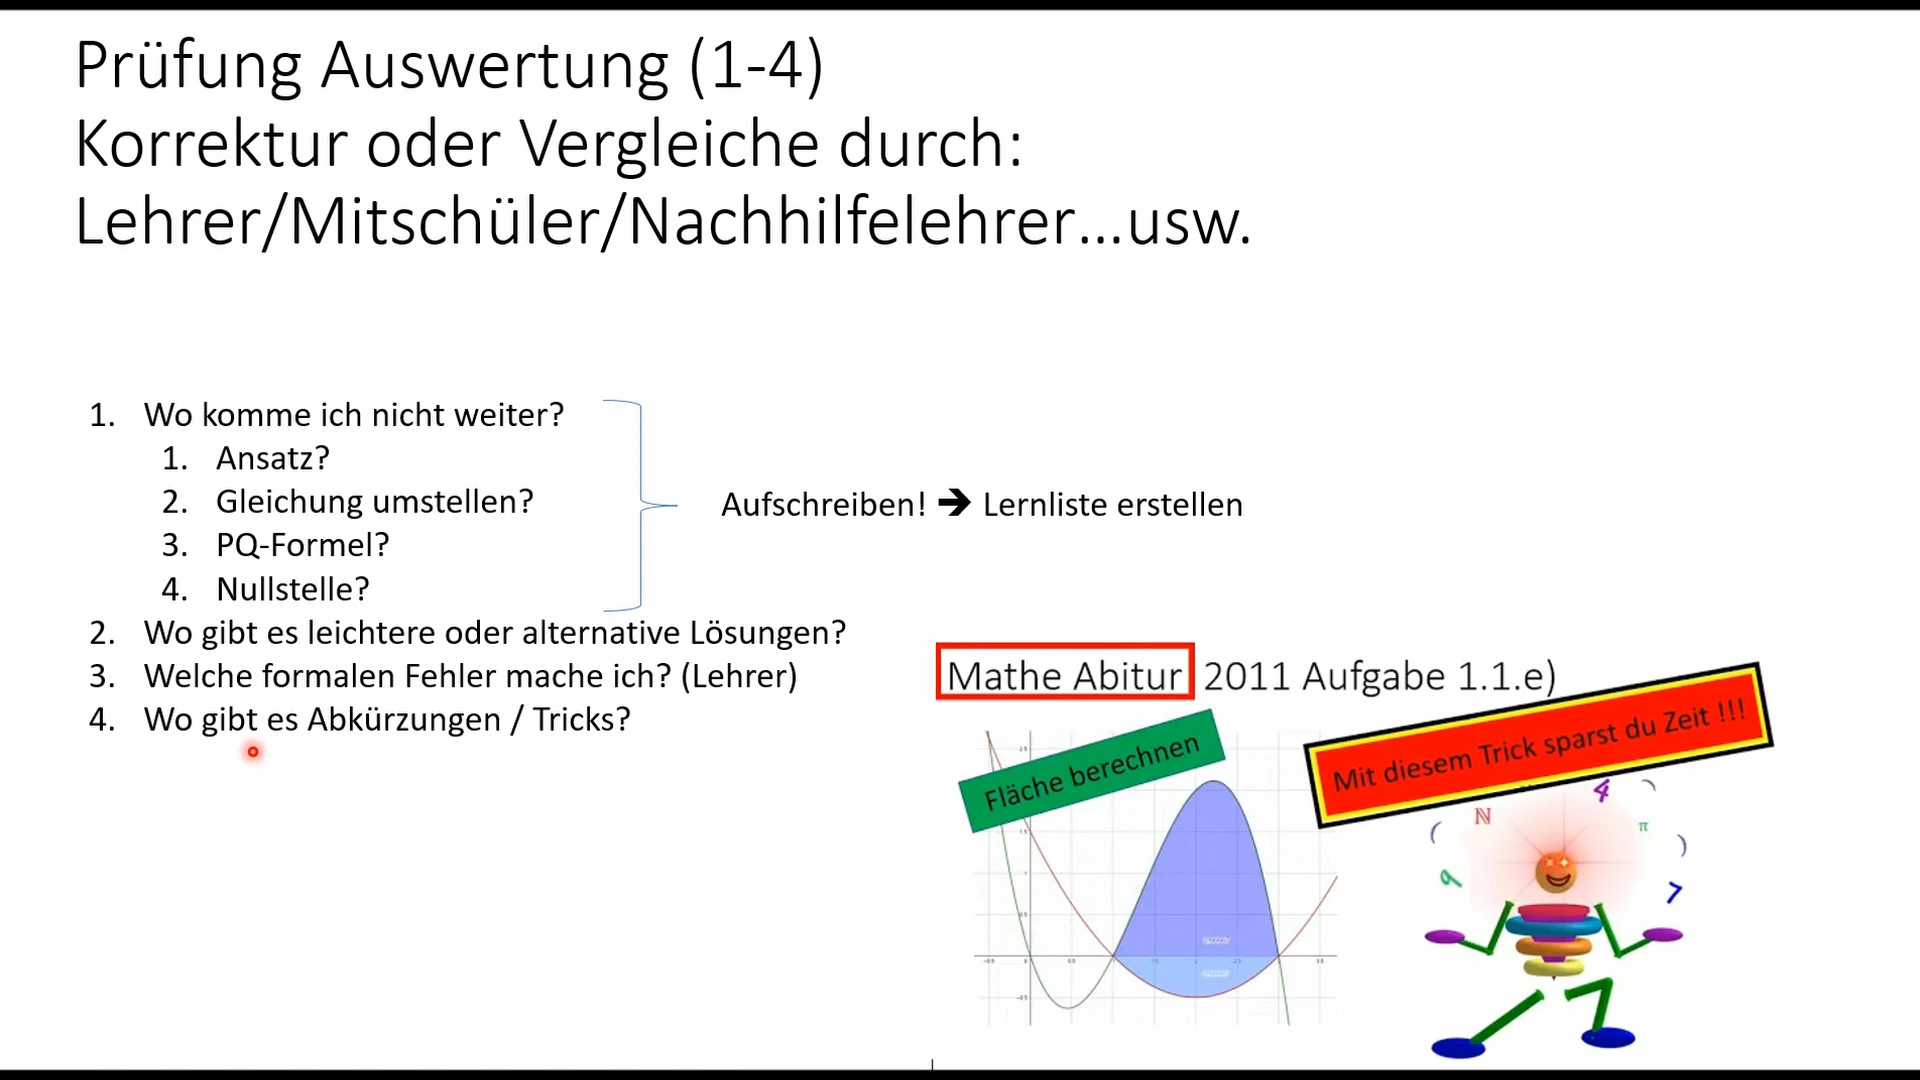 Prüfung Auswertung (1-4)
Korrektur oder Vergleiche durch:
Lehrer/Mitschüler/Nachhilfelehrer...usw.
1. Wo komme ich nicht weiter?
1. Ansatz?
2. Gleichung umstellen?
3. PQ-Formel?
4. Nullstelle?
Aufschreiben! ➔ Lernliste erstellen
2. Wo gibt es leichtere oder alternative Lösungen?
3. Welche formalen Fehler mache ich? (Lehrer)
4. Wo gibt es Abkürzungen / Tricks?
Mathe Abitur 2011 Aufgabe 1.1.e)
Fläche berechnen
Mit diesem Trick sparst du Zeit !!!
( ℕ 4 ) π )
9 7